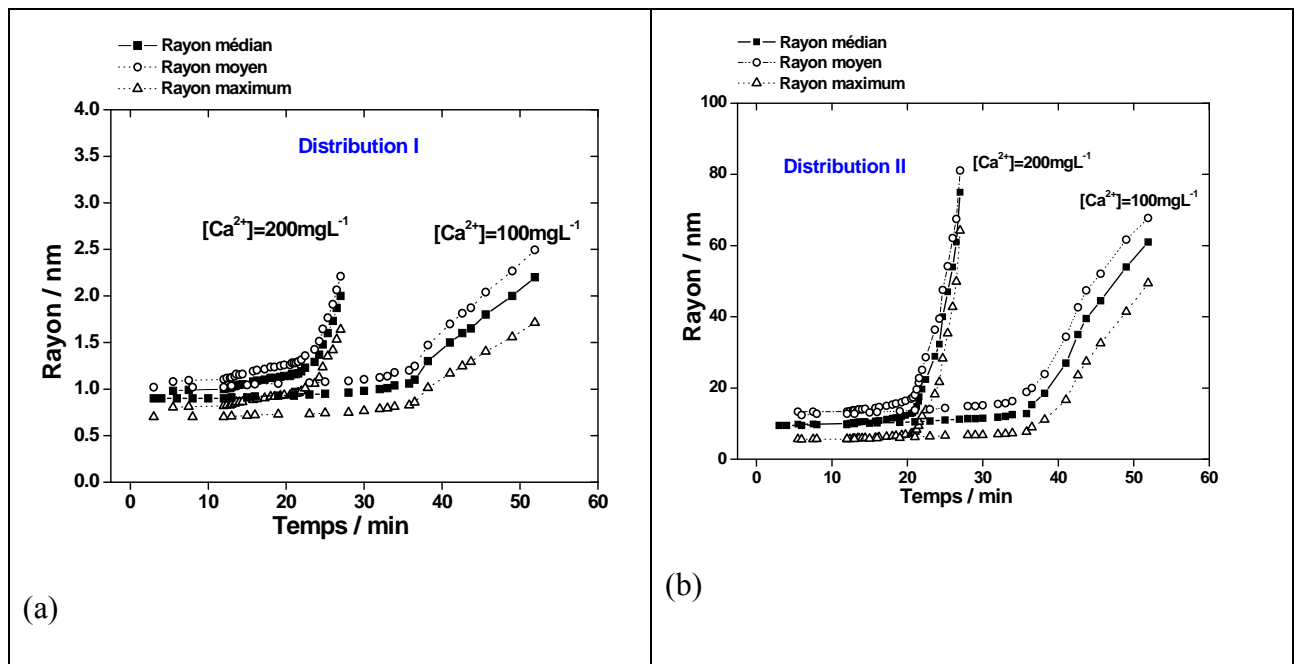 Rayon médian
Rayon moyen
Rayon maximum
4.0
3.5
3.0
2.5
2.0
1.5
1.0
0.5
0.0
Rayon / nm
Distribution I
[Ca²⁺]=200mgL⁻¹
[Ca²⁺]=100mgL⁻¹
0 10 20 30 40 50 60
Temps / min
(a)
Rayon médian
Rayon moyen
Rayon maximum
100
80
60
40
20
0
Rayon / nm
Distribution II
[Ca²⁺]=200mgL⁻¹
[Ca²⁺]=100mgL⁻¹
0 10 20 30 40 50 60
Temps / min
(b)